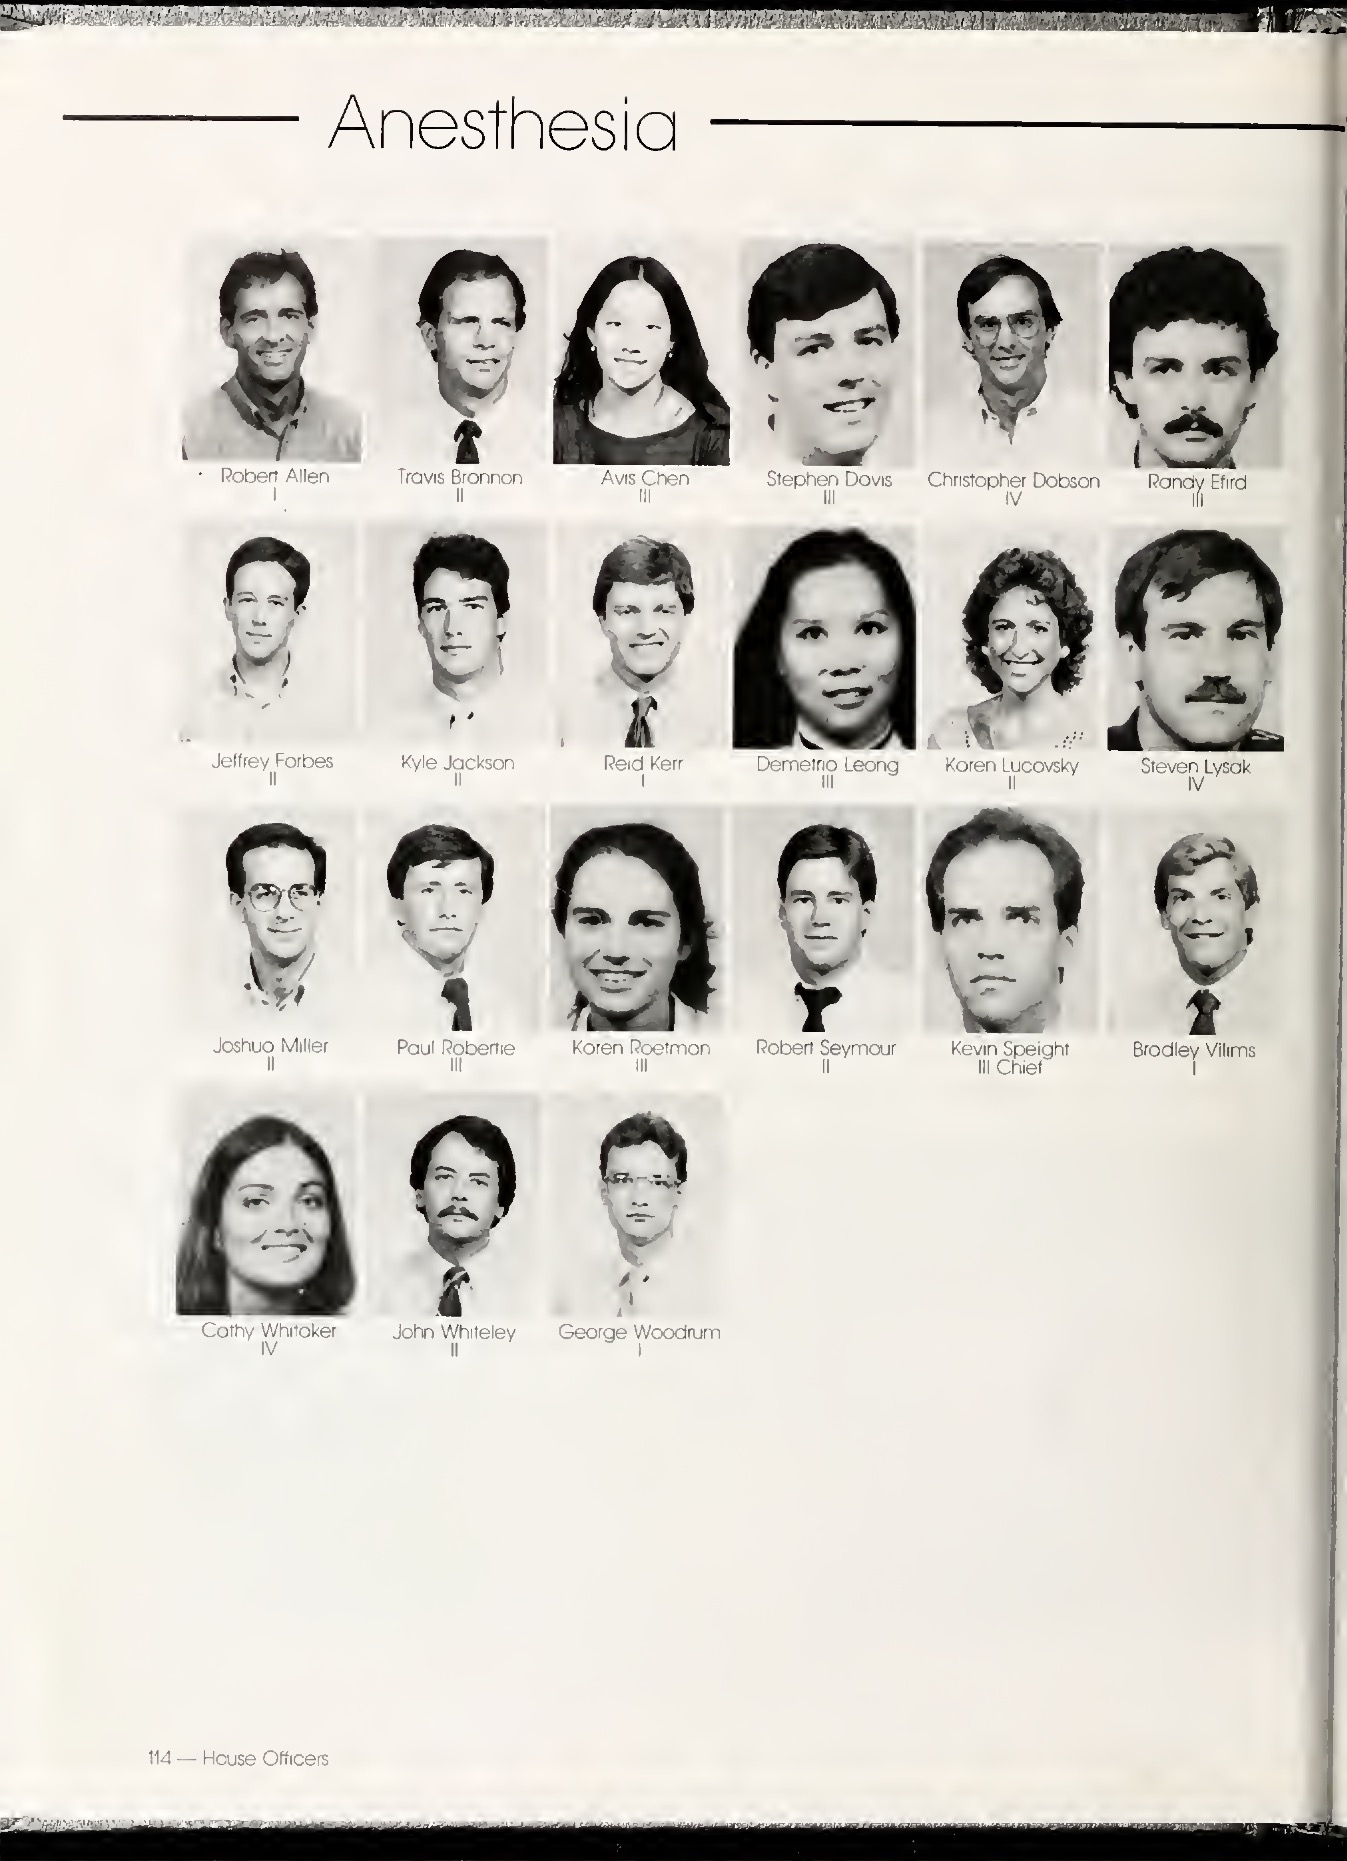 Anesthesia
Robert Allen
I
Travis Brannon
II
Avis Chen
III
Stephen Davis
III
Christopher Dobson
IV
Randy Efird
III
Jeffrey Forbes
II
Kyle Jackson
II
Reid Kerr
I
Demetria Leong
III
Karen Lucovsky
II
Steven Lysak
IV
Joshua Miller
II
Paul Robertie
III
Karen Roetman
III
Robert Seymour
II
Kevin Speight
III Chief
Bradley Vilims
I
Cathy Whitaker
IV
John Whiteley
II
George Woodrum
I
114 — House Officers